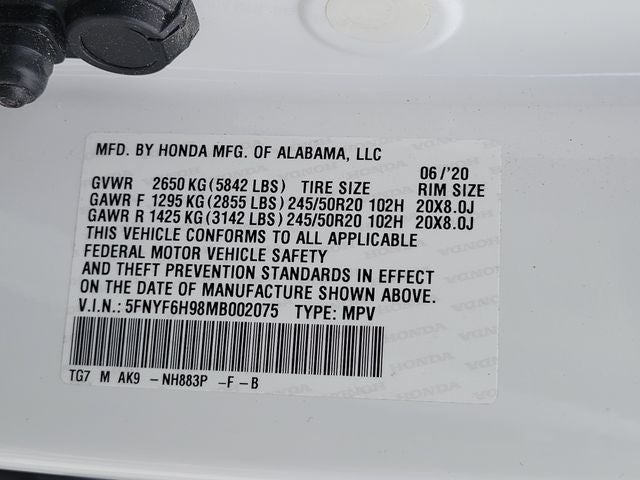 MFD. BY HONDA MFG. OF ALABAMA, LLC
06/'20
GVWR 2650 KG (5842 LBS) TIRE SIZE RIM SIZE
GAWR F 1295 KG (2855 LBS) 245/50R20 102H 20X8.0J
GAWR R 1425 KG (3142 LBS) 245/50R20 102H 20X8.0J
THIS VEHICLE CONFORMS TO ALL APPLICABLE
FEDERAL MOTOR VEHICLE SAFETY
AND THEFT PREVENTION STANDARDS IN EFFECT
ON THE DATE OF MANUFACTURE SHOWN ABOVE.
V.I.N.: 5FNYF6H98MB002075 TYPE: MPV
TG7 M AK9 -NH883P -F -B